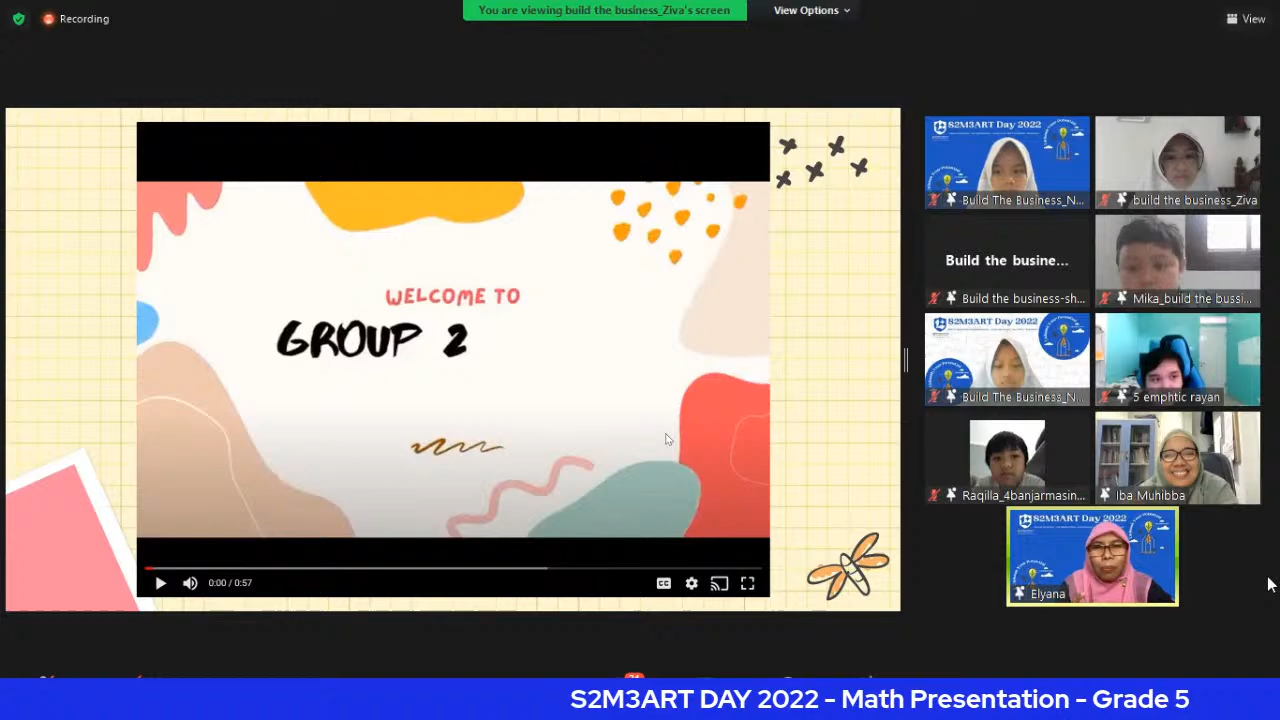 Recording
You are viewing build the business_Ziva's screen
View Options
View
WELCOME TO
GROUP 2
0:00 / 0:57
CC
S2M3ART Day 2022
Build The Business_N...
build the business_Ziva
Build the busine...
Build the business-sh...
Mika_build the bussi...
S2M3ART Day 2022
Build The Business_N...
5 emphtic rayan
Raqilla_4banjarmasin...
Iba Muhibba
S2M3ART Day 2022
Elyana
S2M3ART DAY 2022 - Math Presentation - Grade 5